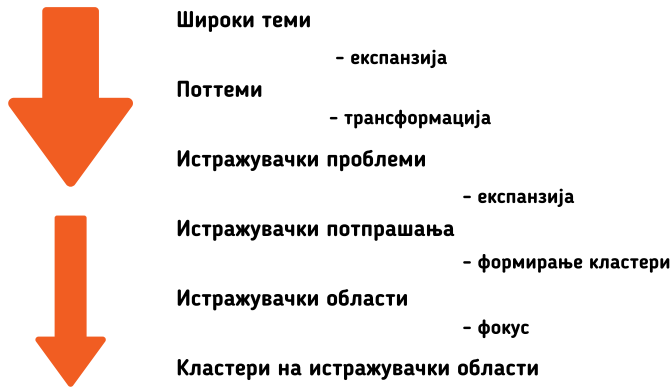 Широки теми
- експанзија
Поттеми
- трансформација
Истражувачки проблеми
- експанзија
Истражувачки потпрашања
- формирање кластери
Истражувачки области
- фокус
Кластери на истражувачки области